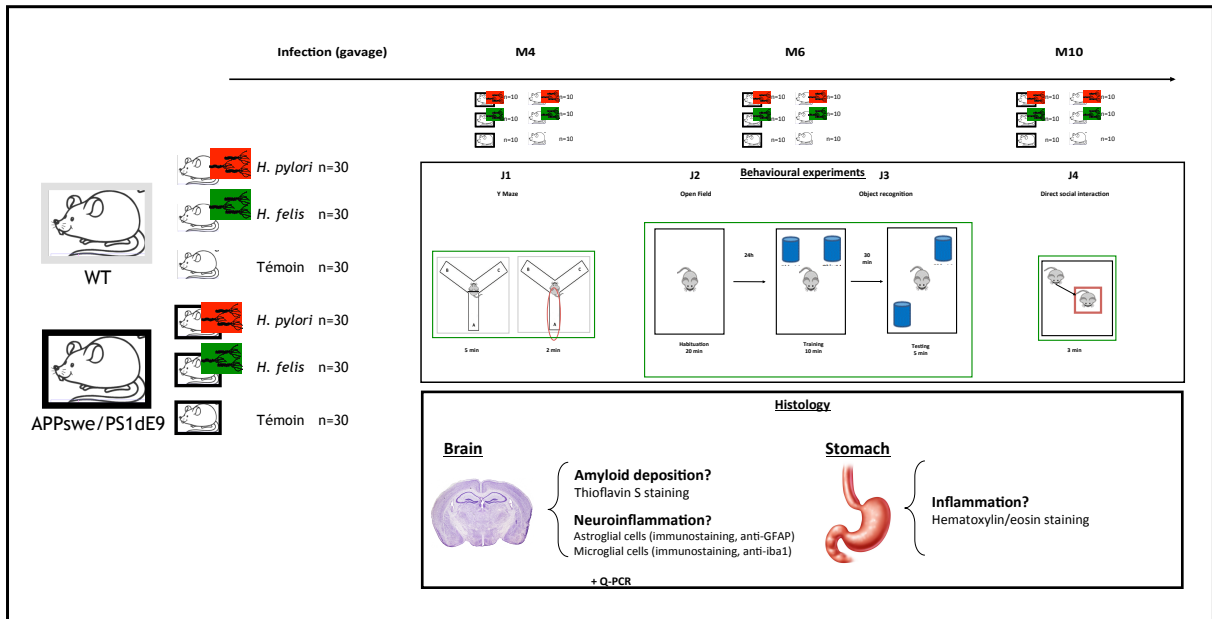 Infection (gavage) M4 M6 M10
n=10 n=10 n=10 n=10 n=10 n=10
n=10 n=10 n=10 n=10 n=10 n=10
n=10 n=10 n=10 n=10 n=10 n=10
H. pylori n=30
H. felis n=30
Témoin n=30
WT
H. pylori n=30
H. felis n=30
Témoin n=30
APPswe/PS1dE9
Behavioural experiments
J1 J2 J3 J4
Y Maze Open Field Object recognition Direct social interaction
B C B C
A A
5 min 2 min
24h
30
min
Habituation
20 min
Training
10 min
Testing
5 min
3 min
Histology
Brain
Amyloid deposition?
Thioflavin S staining
Neuroinflammation?
Astroglial cells (immunostaining, anti-GFAP)
Microglial cells (immunostaining, anti-iba1)
+ Q-PCR
Stomach
Inflammation?
Hematoxylin/eosin staining